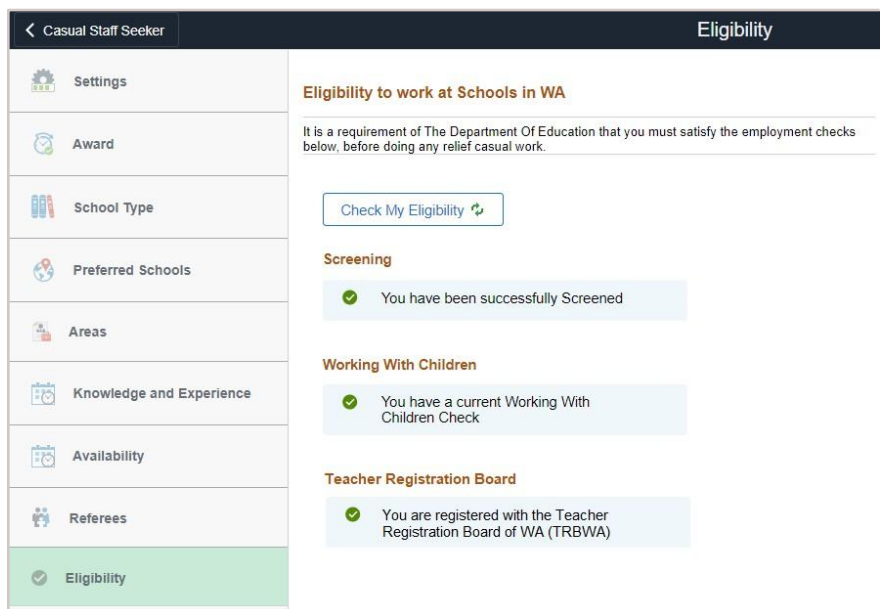 Casual Staff Seeker
Eligibility
Settings
Award
School Type
Preferred Schools
Areas
Knowledge and Experience
Availability
Referees
Eligibility
Eligibility to work at Schools in WA
It is a requirement of The Department Of Education that you must satisfy the employment checks
below, before doing any relief casual work.
Check My Eligibility
Screening
You have been successfully Screened
Working With Children
You have a current Working With
Children Check
Teacher Registration Board
You are registered with the Teacher
Registration Board of WA (TRBWA)